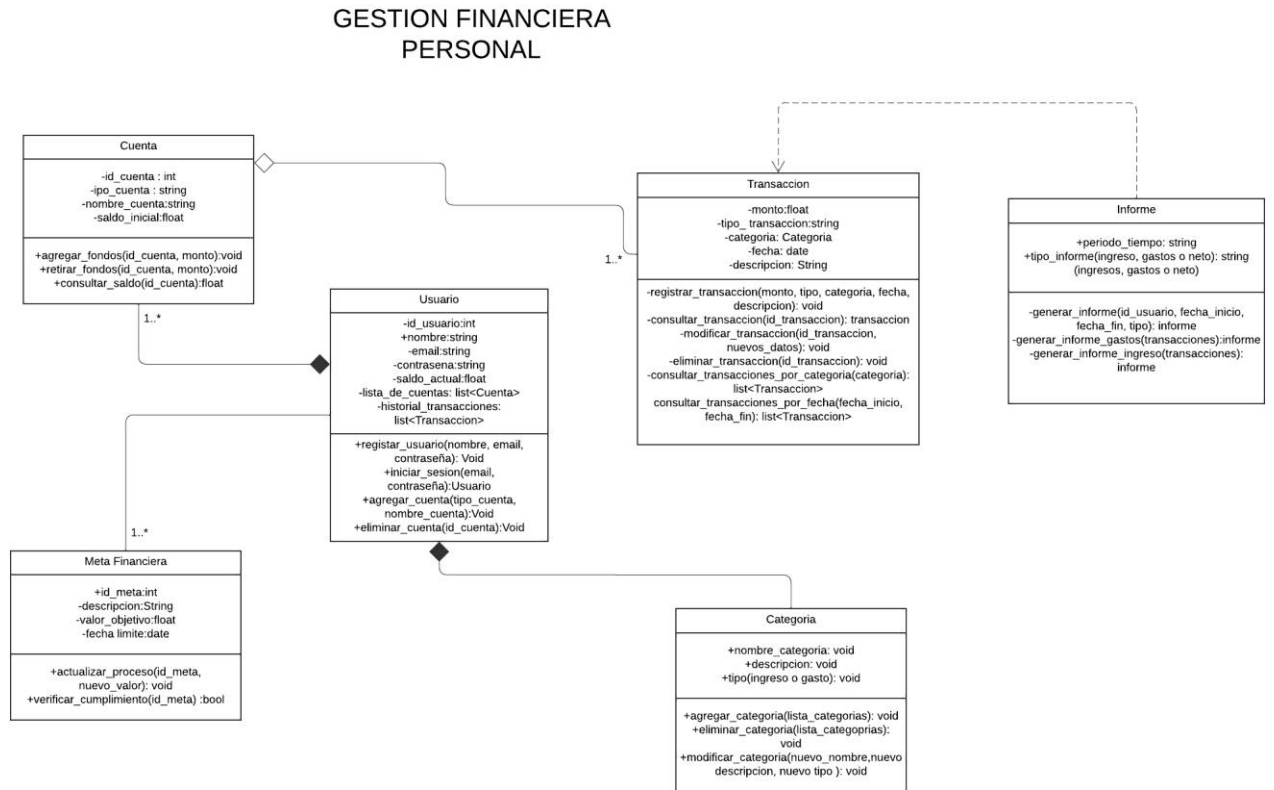 GESTION FINANCIERA
PERSONAL
Cuenta
-id_cuenta : int
-ipo_cuenta : string
-nombre_cuenta:string
-saldo_inicial:float
+agregar_fondos(id_cuenta, monto):void
+retirar_fondos(id_cuenta, monto):void
+consultar_saldo(id_cuenta):float
1..*
Transaccion
-monto:float
-tipo_ transaccion:string
-categoria: Categoria
-fecha: date
-descripcion: String
-registrar_transaccion(monto, tipo, categoria, fecha,
descripcion): void
-consultar_transaccion(id_transaccion): transaccion
-modificar_transaccion(id_transaccion,
nuevos_datos): void
-eliminar_transaccion(id_transaccion): void
-consultar_transacciones_por_categoria(categoria):
list<Transaccion>
consultar_transacciones_por_fecha(fecha_inicio,
fecha_fin): list<Transaccion>
1..*
Informe
+periodo_tiempo: string
+tipo_informe(ingreso, gastos o neto): string
(ingresos, gastos o neto)
-generar_informe(id_usuario, fecha_inicio,
fecha_fin, tipo): informe
-generar_informe_gastos(transacciones):informe
-generar_informe_ingreso(transacciones):
informe
Usuario
-id_usuario:int
+nombre:string
-email:string
-contrasena:string
-saldo_actual:float
-lista_de_cuentas: list<Cuenta>
-historial_transacciones:
list<Transaccion>
+registar_usuario(nombre, email,
contraseña): Void
+iniciar_sesion(email,
contraseña):Usuario
+agregar_cuenta(tipo_cuenta,
nombre_cuenta):Void
+eliminar_cuenta(id_cuenta):Void
1..*
Meta Financiera
+id_meta:int
-descripcion:String
-valor_objetivo:float
-fecha limite:date
+actualizar_proceso(id_meta,
nuevo_valor): void
+verificar_cumplimiento(id_meta) :bool
Categoria
+nombre_categoria: void
+descripcion: void
+tipo(ingreso o gasto): void
+agregar_categoria(lista_categorias): void
+eliminar_categoria(lista_categoprias):
void
+modificar_categoria(nuevo_nombre,nuevo
descripcion, nuevo tipo ): void